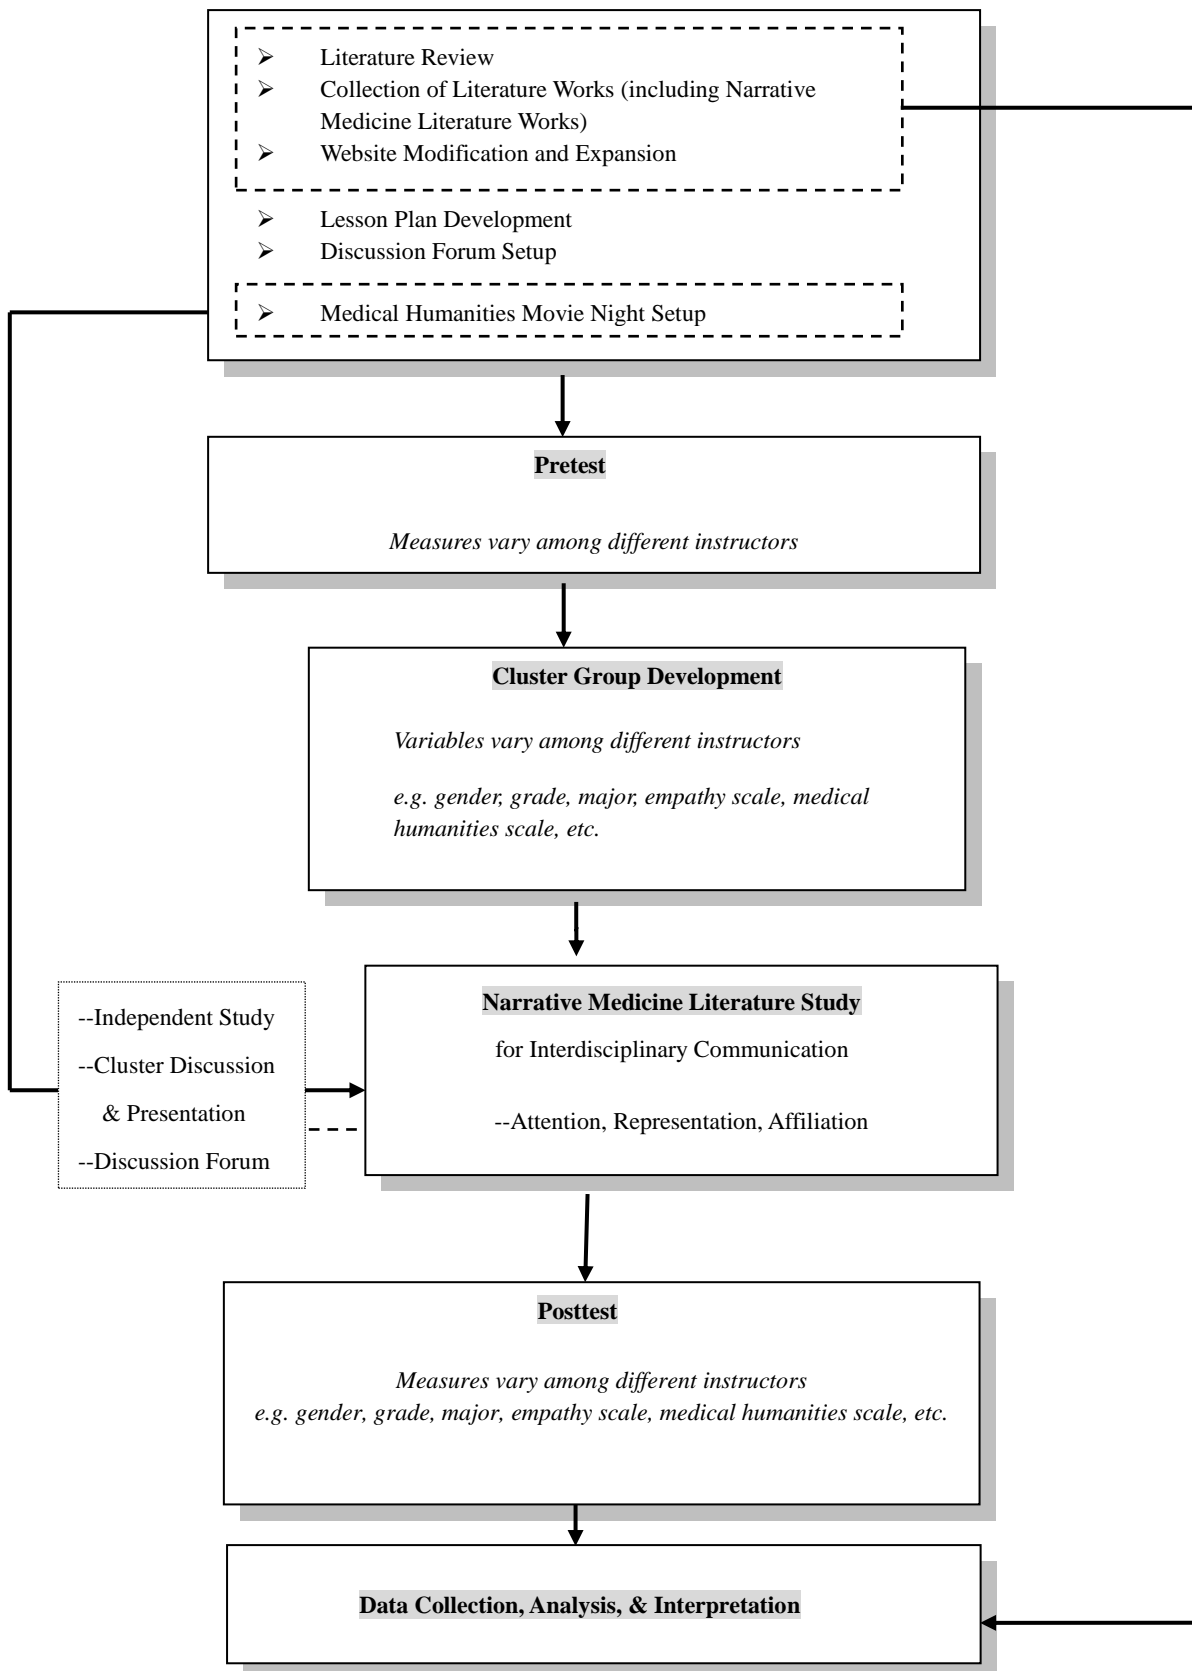 ➢ Literature Review
➢ Collection of Literature Works (including Narrative
Medicine Literature Works)
➢ Website Modification and Expansion
➢ Lesson Plan Development
➢ Discussion Forum Setup
➢ Medical Humanities Movie Night Setup
Pretest
Measures vary among different instructors
Cluster Group Development
Variables vary among different instructors
e.g. gender, grade, major, empathy scale, medical
humanities scale, etc.
--Independent Study
--Cluster Discussion
& Presentation
--Discussion Forum
Narrative Medicine Literature Study
for Interdisciplinary Communication
--Attention, Representation, Affiliation
Posttest
Measures vary among different instructors
e.g. gender, grade, major, empathy scale, medical humanities scale, etc.
Data Collection, Analysis, & Interpretation